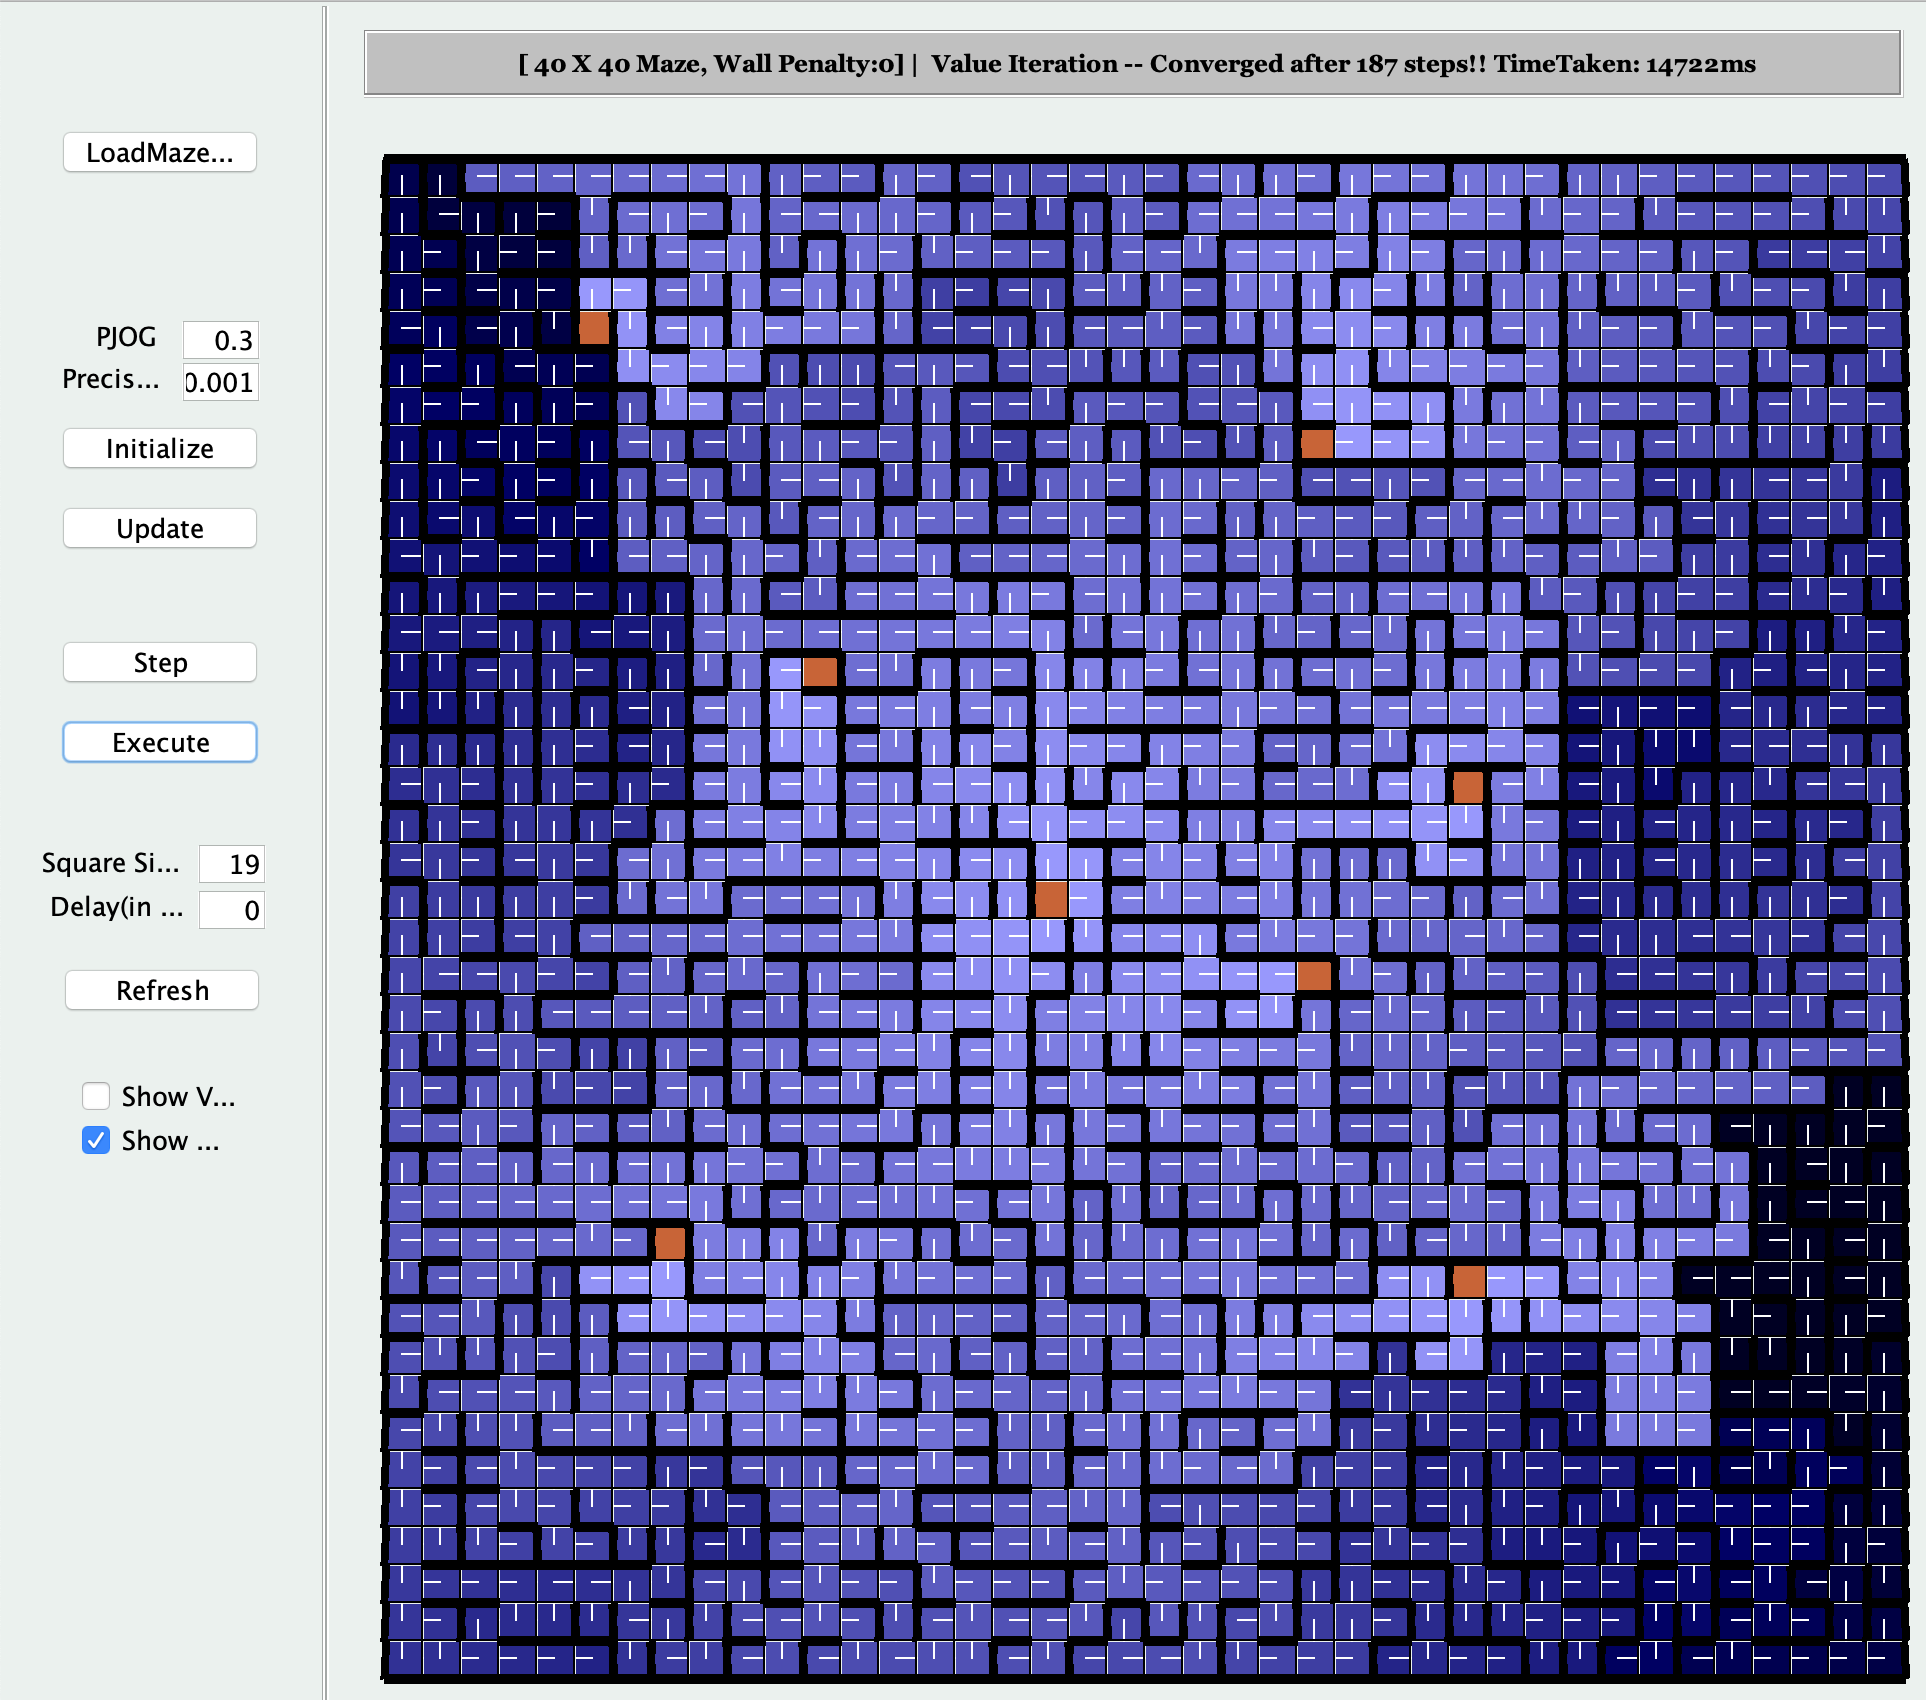 [ 40 X 40 Maze, Wall Penalty:0] |  Value Iteration -- Converged after 187 steps!! TimeTaken: 14722ms
LoadMaze...
PJOG 0.3
Precis... 0.001
Initialize
Update
Step
Execute
Square Si... 19
Delay(in ... 0
Refresh
Show V...
Show ...